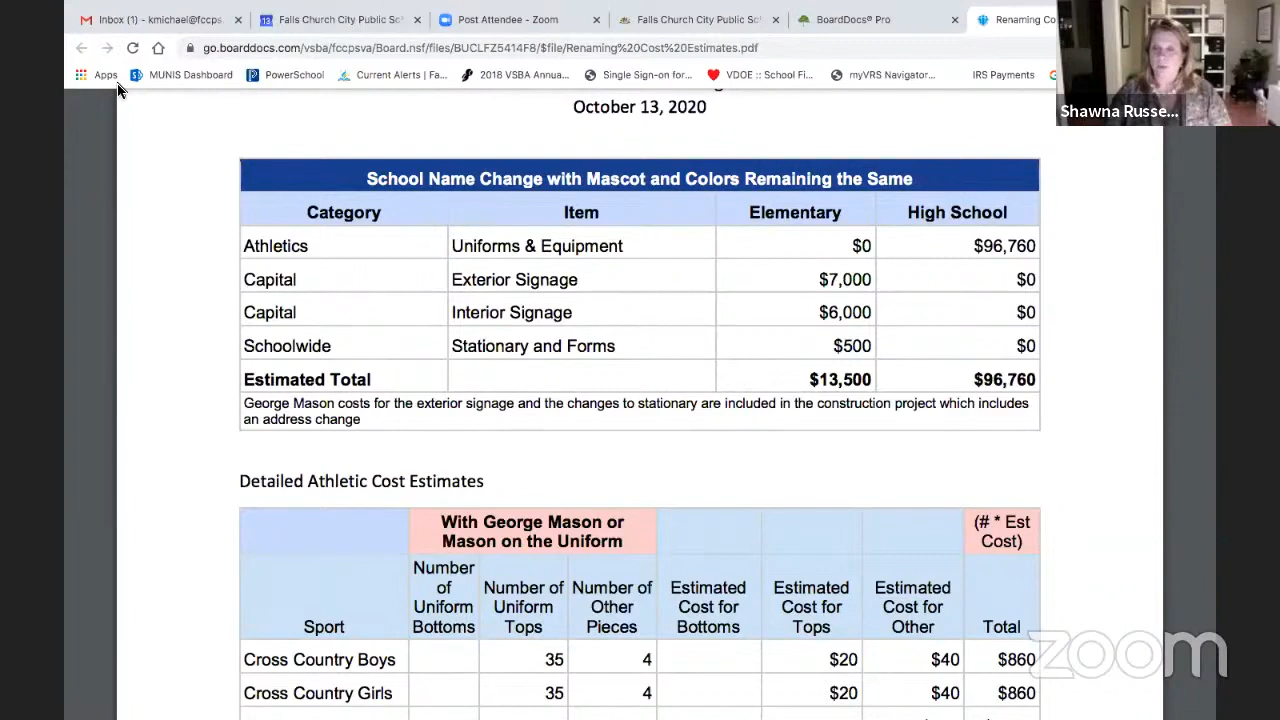 Inbox (1) - kmichael@fccps. × Falls Church City Public Sc × Post Attendee - Zoom × Falls Church City Public Sc × BoardDocs® Pro × Renaming Co
go.boarddocs.com/vsba/fccpsva/Board.nsf/files/BUCLFZ5414F8/$file/Renaming%20Cost%20Estimates.pdf
Apps MUNIS Dashboard PowerSchool Current Alerts | Fa... 2018 VSBA Annua... Single Sign-on for... VDOE :: School Fi... myVRS Navigator... IRS Payments
Shawna Russe...
October 13, 2020
School Name Change with Mascot and Colors Remaining the Same
Category Item Elementary High School
Athletics Uniforms & Equipment $0 $96,760
Capital Exterior Signage $7,000 $0
Capital Interior Signage $6,000 $0
Schoolwide Stationary and Forms $500 $0
Estimated Total $13,500 $96,760
George Mason costs for the exterior signage and the changes to stationary are included in the construction project which includes
an address change
Detailed Athletic Cost Estimates
With George Mason or
Mason on the Uniform
(# * Est
Cost)
Sport
Number
of
Uniform
Bottoms
Number of
Uniform
Tops
Number of
Other
Pieces
Estimated
Cost for
Bottoms
Estimated
Cost for
Tops
Estimated
Cost for
Other
Total
Cross Country Boys 35 4 $20 $40 $860
Cross Country Girls 35 4 $20 $40 $860
zoom